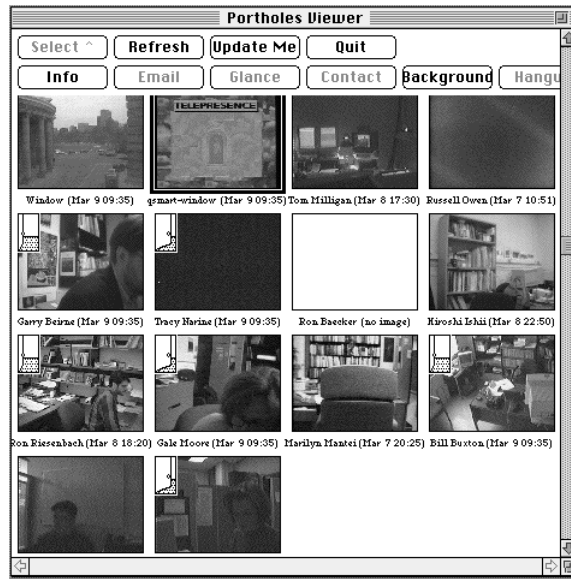 Portholes Viewer
Select ^ Refresh Update Me Quit
Info Email Glance Contact Background Hangu
TELEPRESENCE
Window (Mar 9 09:35) qsmart-window (Mar 9 09:35) Tom Milligan (Mar 8 17:30) Russell Owen (Mar 7 10:51)
Garry Beirne (Mar 9 09:35) Tracy Narine (Mar 9 09:35) Ron Baecker (no image) Hiroshi Ishii (Mar 8 22:50)
Ron Riesenbach (Mar 8 18:20) Gale Moore (Mar 9 09:35) Marilyn Mantei (Mar 7 20:25) Bill Buxton (Mar 9 09:35)